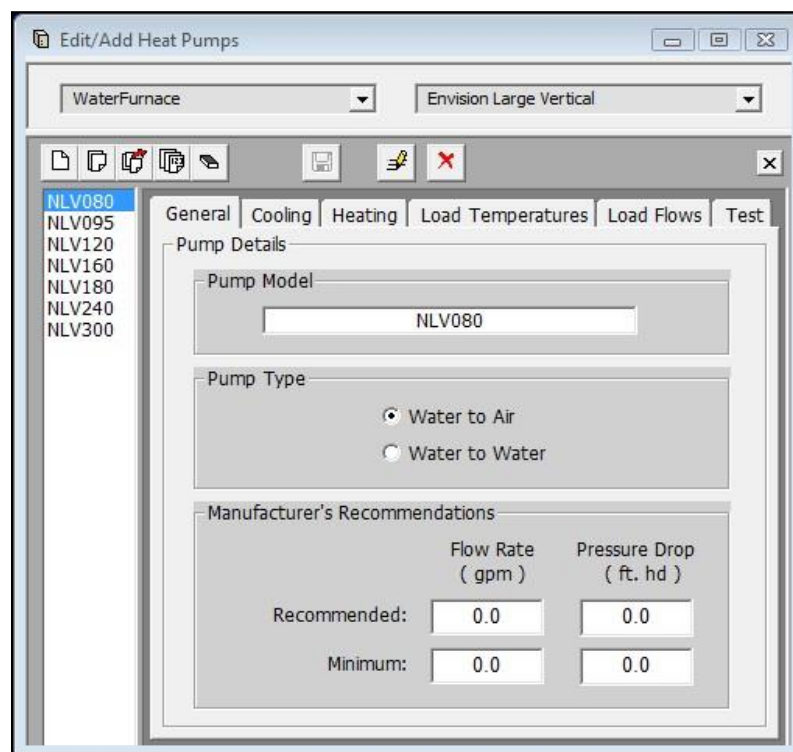 Edit/Add Heat Pumps
WaterFurnace Envision Large Vertical
NLV080
NLV095
NLV120
NLV160
NLV180
NLV240
NLV300
General Cooling Heating Load Temperatures Load Flows Test
Pump Details
Pump Model
NLV080
Pump Type
Water to Air
Water to Water
Manufacturer's Recommendations
Flow Rate Pressure Drop
( gpm ) ( ft. hd )
Recommended: 0.0 0.0
Minimum: 0.0 0.0